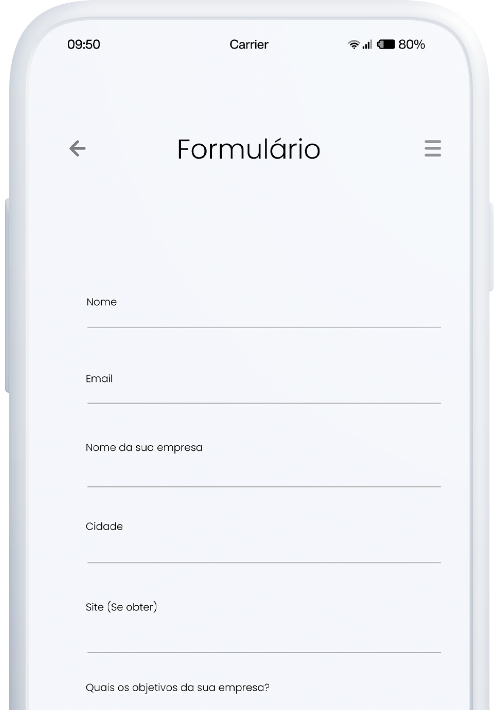 09:50 Carrier 80%
Formulário
Nome
Email
Nome da sua empresa
Cidade
Site (Se obter)
Quais os objetivos da sua empresa?